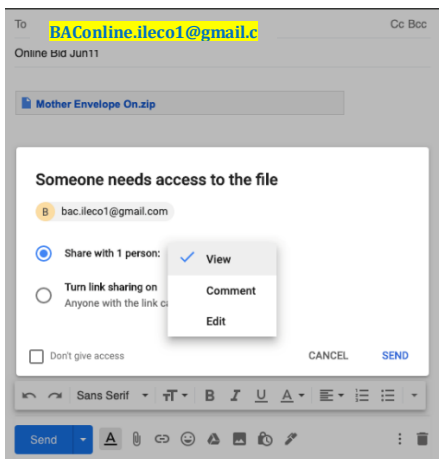 To BAConline.ileco1@gmail.c Cc Bcc
Online Bid Jun11
Mother Envelope On.zip
Someone needs access to the file
B bac.ileco1@gmail.com
Share with 1 person:
View
Turn link sharing on
Comment
Anyone with the link ca
Edit
Don't give access CANCEL SEND
Sans Serif B I U A
Send A